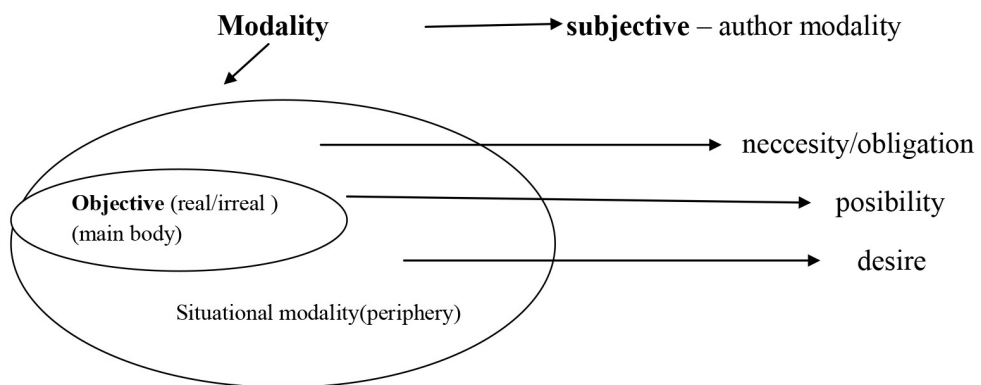 Modality
subjective – author modality
neccesity/obligation
Objective (real/irreal )
(main body)
posibility
desire
Situational modality(periphery)